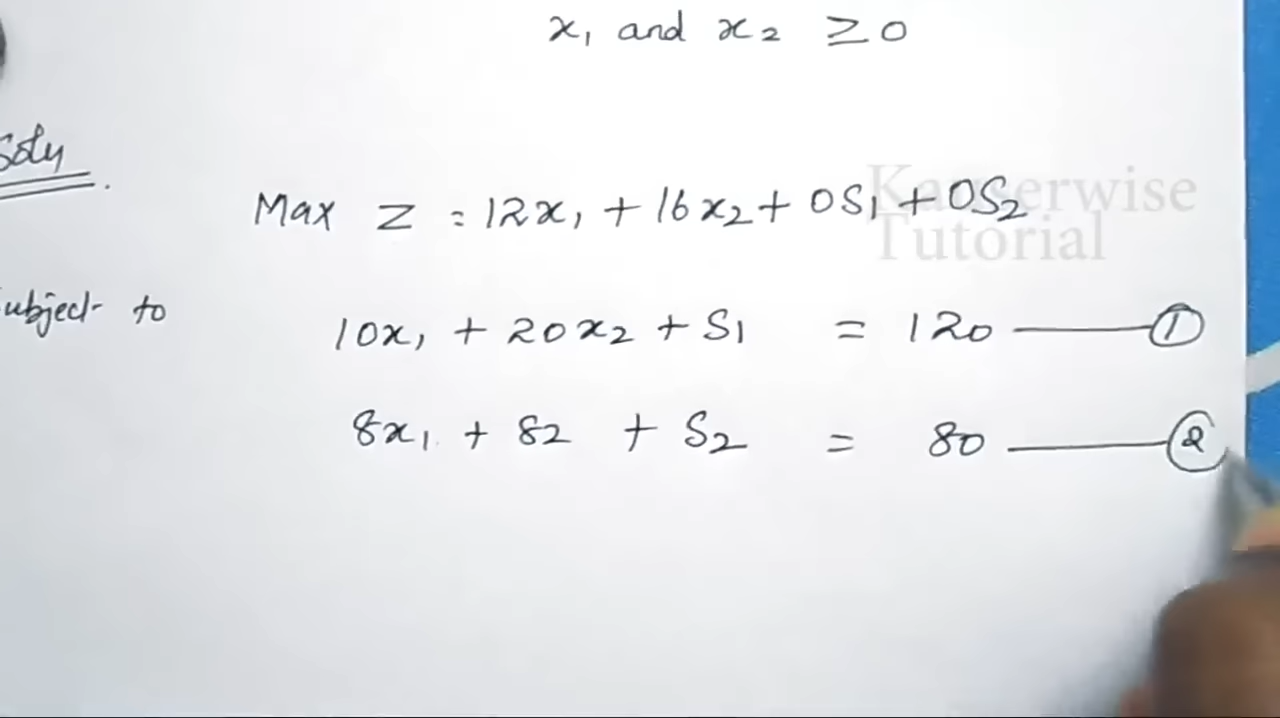 x₁ and x₂ ≥ 0
Soln
Max Z = 12x₁ + 16x₂ + 0S₁ + 0S₂
Kauserwise
Tutorial
Subject to
10x₁ + 20x₂ + S₁ = 120 —— ①
8x₁ + 82 + S₂ = 80 —— ②